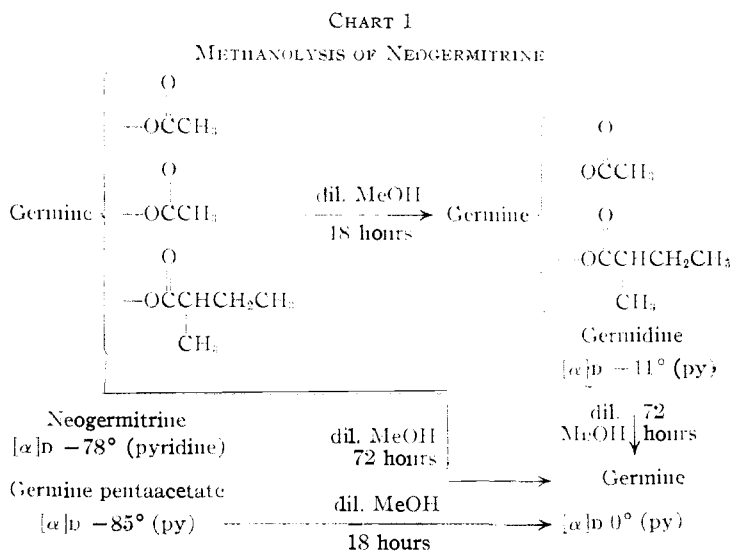 CHART 1
METHANOLYSIS OF NEOGERMITRINE
O
—OCCH3
O
Germine —OCCH3
O
—OCCHCH2CH3
CH3
dil. MeOH
18 hours
Germine
O
OCCH3
O
—OCCHCH2CH3
CH3
Germidine
[α]D −11° (py)
Neogermitrine
[α]D −78° (pyridine)
dil. MeOH
72 hours
dil. 72
MeOH hours
Germine
[α]D 0° (py)
Germine pentaacetate
[α]D −85° (py)
dil. MeOH
18 hours